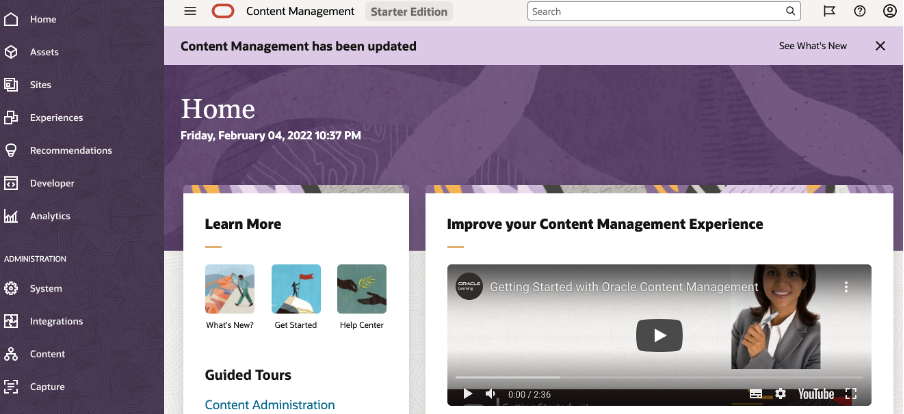 Home
Assets
Sites
Experiences
Recommendations
Developer
Analytics
ADMINISTRATION
System
Integrations
Content
Capture
Content Management Starter Edition
Search
Content Management has been updated
See What's New
Home
Friday, February 04, 2022 10:37 PM
Learn More
What's New? Get Started Help Center
Guided Tours
Content Administration
Improve your Content Management Experience
ORACLE
Learning
Getting Started with Oracle Content Management
0:00 / 2:36
YouTube